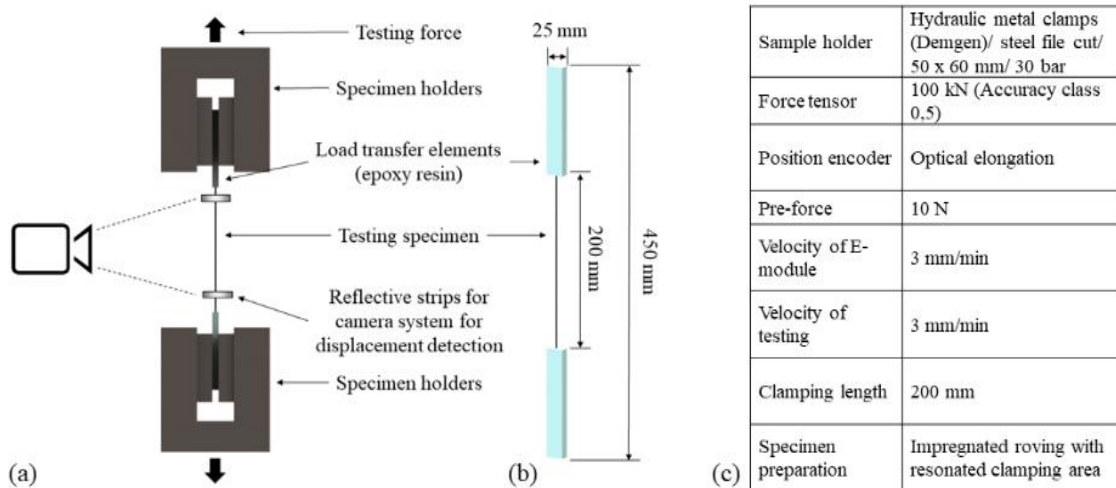 Testing force
Specimen holders
Load transfer elements
(epoxy resin)
Testing specimen
Reflective strips for
camera system for
displacement detection
Specimen holders
(a)
25 mm
200 mm
450 mm
(b)
Sample holder
Hydraulic metal clamps
(Demgen)/ steel file cut/
50 x 60 mm/ 30 bar
Force tensor
100 kN (Accuracy class
0,5)
Position encoder
Optical elongation
Pre-force
10 N
Velocity of E-
module
3 mm/min
Velocity of
testing
3 mm/min
Clamping length
200 mm
Specimen
preparation
Impregnated roving with
resonated clamping area
(c)